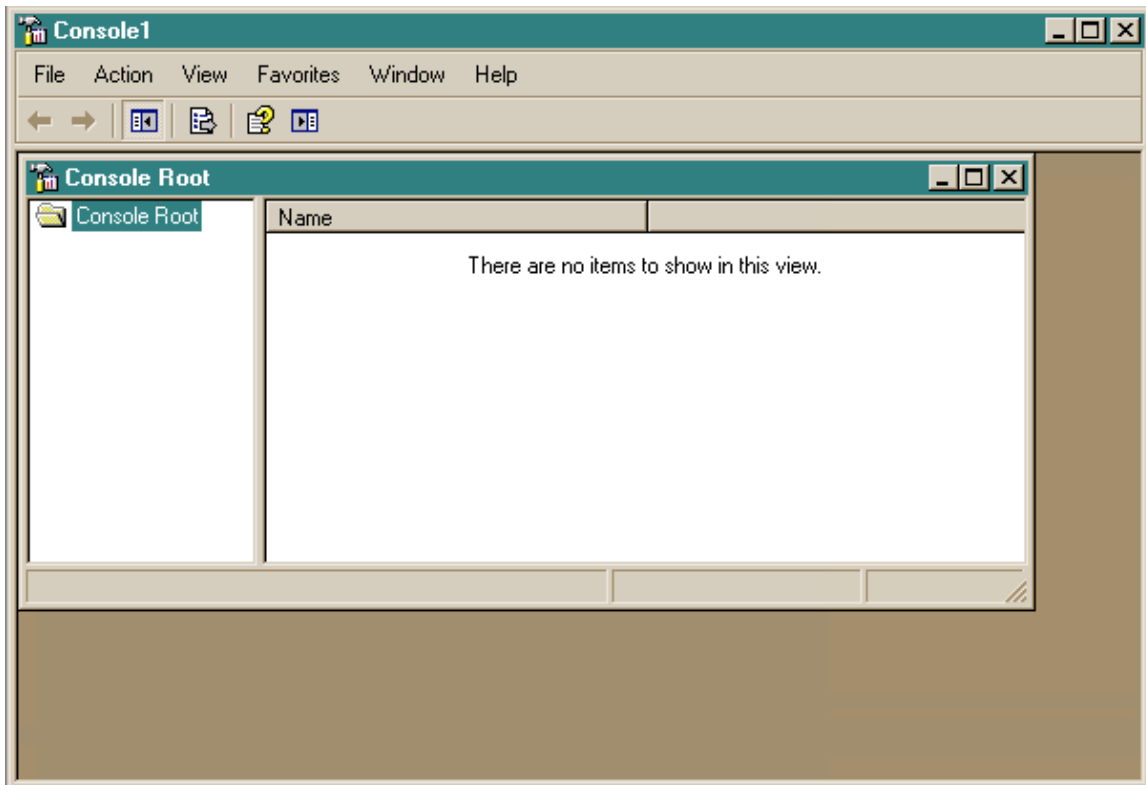 Console1
File Action View Favorites Window Help
Console Root
Console Root
Name
There are no items to show in this view.